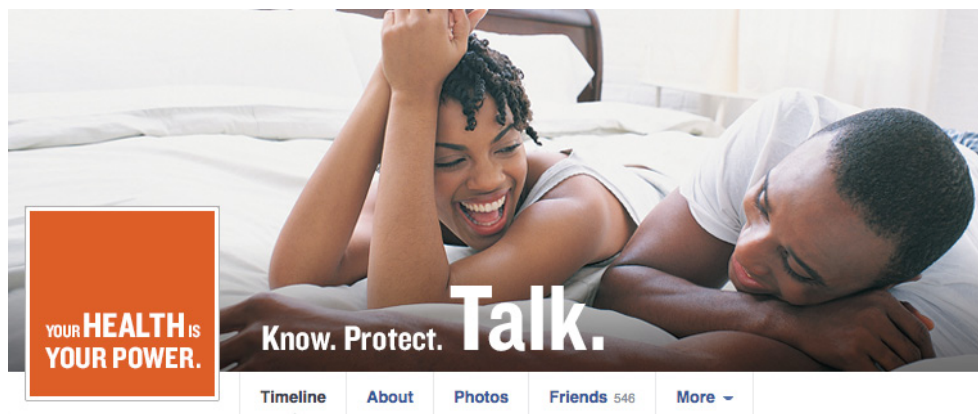 YOUR HEALTH IS
YOUR POWER.
Know. Protect. Talk.
Timeline About Photos Friends 546 More